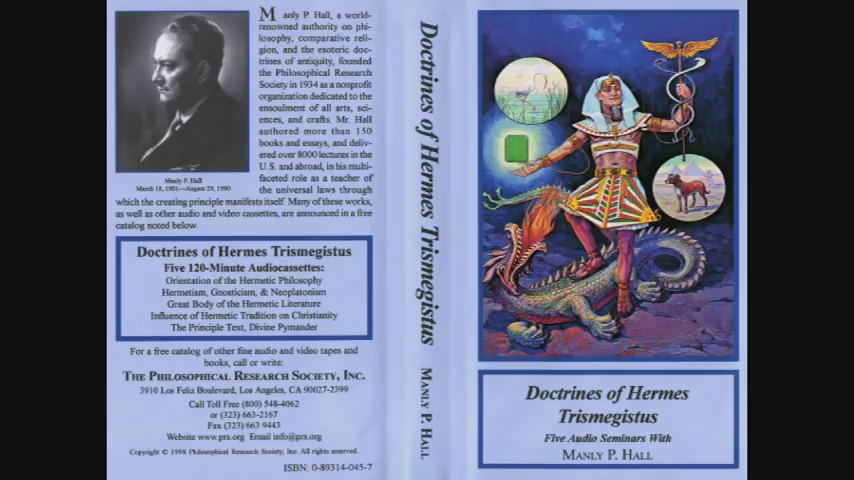 Manly P. Hall, a world-
renowned authority on phi-
losophy, comparative reli-
gion, and the esoteric doc-
trines of antiquity, founded
the Philosophical Research
Society in 1934 as a nonprofit
organization dedicated to the
ensoulment of all arts, sci-
ences, and crafts. Mr. Hall
authored more than 150
books and essays, and deliv-
ered over 8000 lectures in the
U.S. and abroad, in his multi-
faceted role as a teacher of
the universal laws through
which the creating principle manifests itself. Many of these works,
as well as other audio and video cassettes, are announced in a free
catalog noted below.
Manly P. Hall
March 18, 1901—August 29, 1990
Doctrines of Hermes Trismegistus
Five 120-Minute Audiocassettes:
Orientation of the Hermetic Philosophy
Hermetism, Gnosticism, & Neoplatonism
Great Body of the Hermetic Literature
Influence of Hermetic Tradition on Christianity
The Principle Text, Divine Pymander
For a free catalog of other fine audio and video tapes and
books, call or write:
THE PHILOSOPHICAL RESEARCH SOCIETY, INC.
3910 Los Feliz Boulevard, Los Angeles, CA 90027-2399
Call Toll Free (800) 548-4062
or (323) 663-2167
Fax (323) 663 9443
Website www.prs.org Email info@prs.org
Copyright © 1998 Philosophical Research Society, Inc. All rights reserved.
ISBN: 0-89314-045-7
Doctrines of Hermes Trismegistus MANLY P. HALL
Doctrines of Hermes
Trismegistus
Five Audio Seminars With
MANLY P. HALL